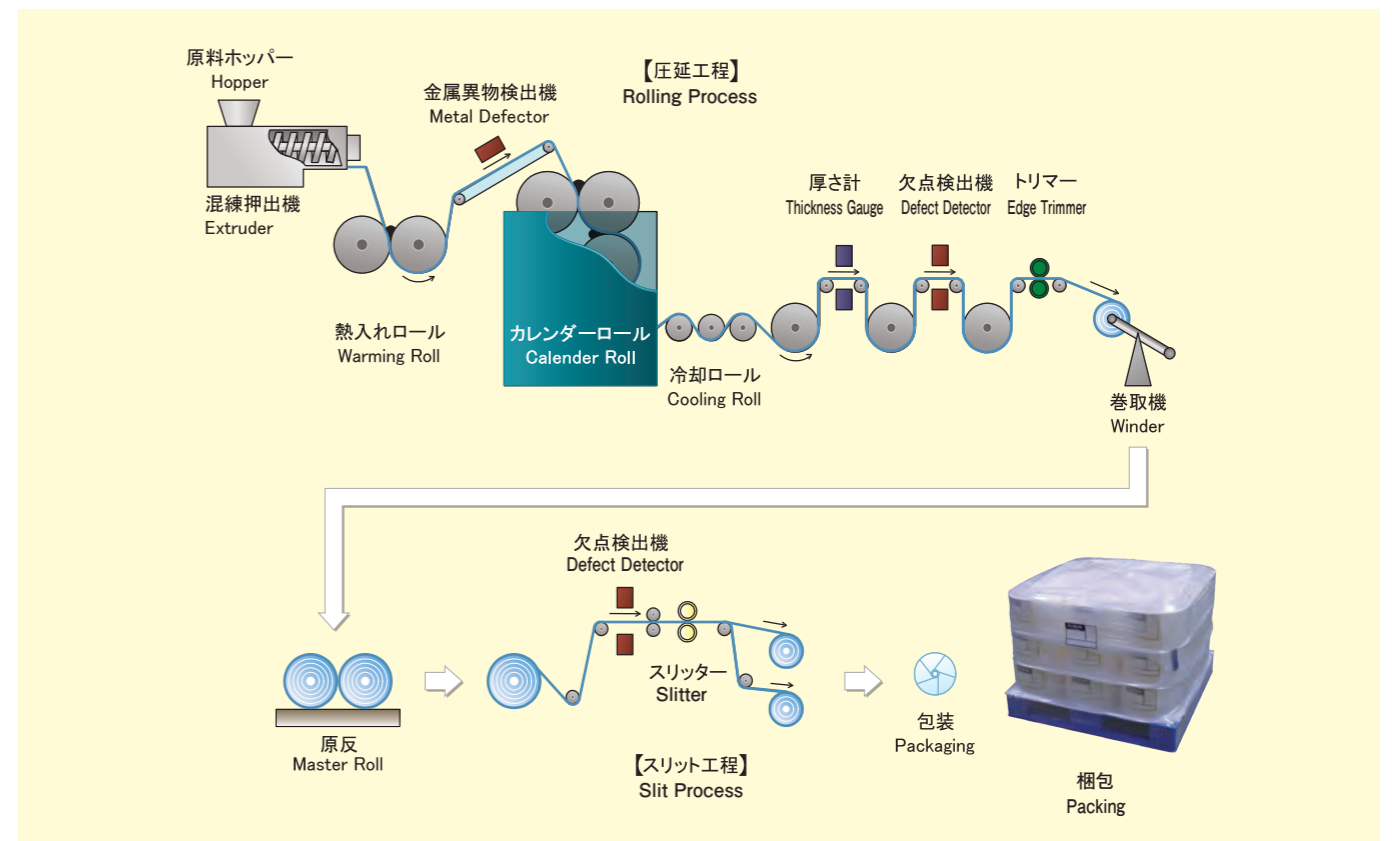 原料ホッパー
Hopper
混練押出機
Extruder
熱入れロール
Warming Roll
金属異物検出機
Metal Defector
【圧延工程】
Rolling Process
カレンダーロール
Calender Roll
冷却ロール
Cooling Roll
厚さ計
Thickness Gauge
欠点検出機
Defect Detector
トリマー
Edge Trimmer
巻取機
Winder
原反
Master Roll
欠点検出機
Defect Detector
スリッター
Slitter
【スリット工程】
Slit Process
包装
Packaging
梱包
Packing